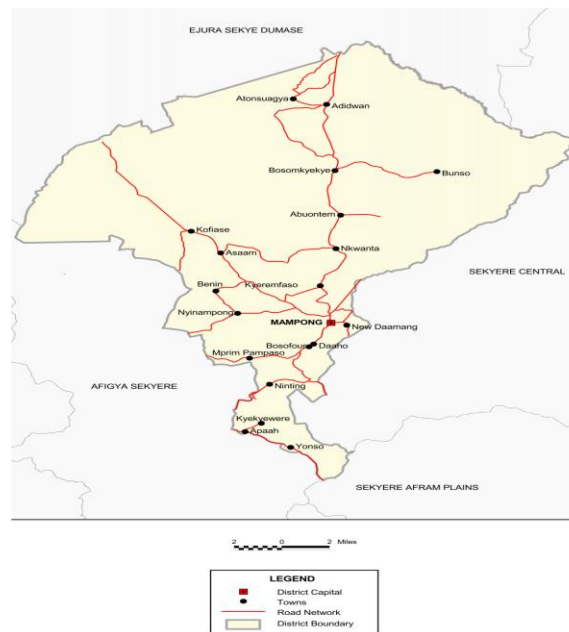 EJURA SEKYE DUMASE
Atonsuagya
Adidwan
Bosomkyekye
Bunso
Abuontem
Kofiase
Nkwanta
Asaam
SEKYERE CENTRAL
Benin
Kyeremfaso
Nyinampong
MAMPONG
New Daamang
Bosofour
Daaho
Mprim Pampaso
AFIGYA SEKYERE
Ninting
Kyekyewere
Apaah
Yonso
SEKYERE AFRAM PLAINS
2 0 2 Miles
LEGEND
District Capital
Towns
Road Network
District Boundary